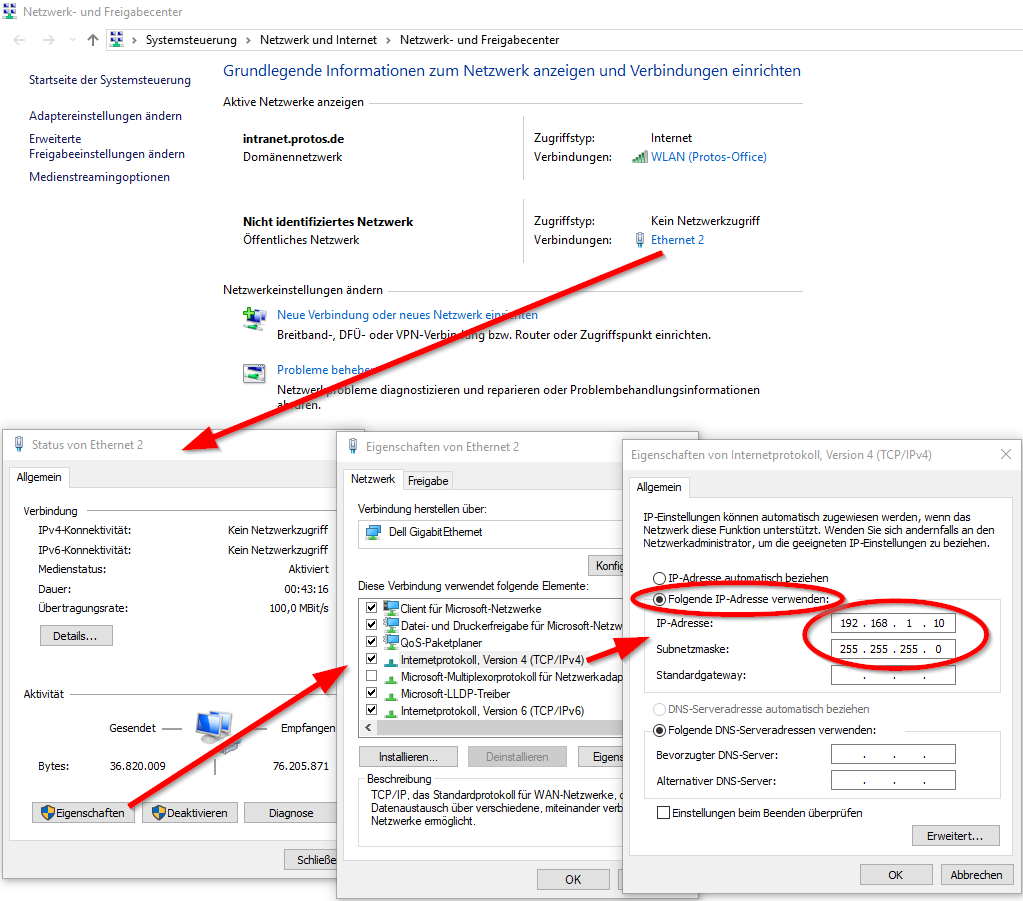 Netzwerk- und Freigabecenter
Systemsteuerung
Netzwerk und Internet
Netzwerk- und Freigabecenter
Startseite der Systemsteuerung
Adaptereinstellungen ändern
Erweiterte
Freigabeeinstellungen ändern
Medienstreamingoptionen
Grundlegende Informationen zum Netzwerk anzeigen und Verbindungen einrichten
Aktive Netzwerke anzeigen
intranet.protos.de
Domänennetzwerk
Zugriffstyp: Internet
Verbindungen: WLAN (Protos-Office)
Nicht identifiziertes Netzwerk
Öffentliches Netzwerk
Zugriffstyp: Kein Netzwerkzugriff
Verbindungen: Ethernet 2
Netzwerkeinstellungen ändern
Neue Verbindung oder neues Netzwerk einrichten
Breitband-, DFÜ- oder VPN-Verbindung bzw. Router oder Zugriffspunkt einrichten.
Probleme beheben
Netzwerkprobleme diagnostizieren und reparieren oder Problembehandlungsinformationen
abrufen.
Status von Ethernet 2
Allgemein
Verbindung
IPv4-Konnektivität: Kein Netzwerkzugriff
IPv6-Konnektivität: Kein Netzwerkzugriff
Medienstatus: Aktiviert
Dauer: 00:43:16
Übertragungsrate: 100,0 MBit/s
Details...
Aktivität
Gesendet
Empfangen
Bytes: 36.820.009 76.205.871
Eigenschaften
Deaktivieren
Diagnose
Schließe
Eigenschaften von Ethernet 2
Netzwerk
Freigabe
Verbindung herstellen über:
Dell GigabitEthernet
Konfig
Diese Verbindung verwendet folgende Elemente:
Client für Microsoft-Netzwerke
Datei- und Druckerfreigabe für Microsoft-Netzw
QoS-Paketplaner
Internetprotokoll, Version 4 (TCP/IPv4)
Microsoft-Multiplexorprotokoll für Netzwerkadap
Microsoft-LLDP-Treiber
Internetprotokoll, Version 6 (TCP/IPv6)
Installieren...
Deinstallieren
Eigens
Beschreibung
TCP/IP, das Standardprotokoll für WAN-Netzwerke, d
Datenaustausch über verschiedene, miteinander verb
Netzwerke ermöglicht.
OK
Eigenschaften von Internetprotokoll, Version 4 (TCP/IPv4)
Allgemein
IP-Einstellungen können automatisch zugewiesen werden, wenn das
Netzwerk diese Funktion unterstützt. Wenden Sie sich andernfalls an den
Netzwerkadministrator, um die geeigneten IP-Einstellungen zu beziehen.
IP-Adresse automatisch beziehen
Folgende IP-Adresse verwenden:
IP-Adresse: 192 . 168 . 1 . 10
Subnetzmaske: 255 . 255 . 255 . 0
Standardgateway: . . .
DNS-Serveradresse automatisch beziehen
Folgende DNS-Serveradressen verwenden:
Bevorzugter DNS-Server: . . .
Alternativer DNS-Server: . . .
Einstellungen beim Beenden überprüfen
Erweitert...
OK
Abbrechen